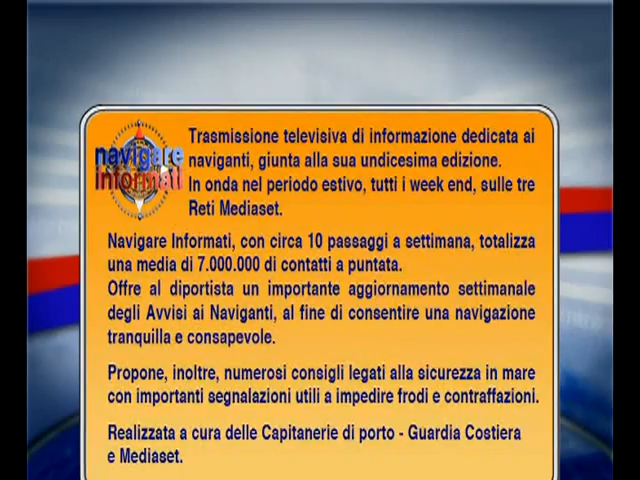 navigare
informati
Trasmissione televisiva di informazione dedicata ai
naviganti, giunta alla sua undicesima edizione.
In onda nel periodo estivo, tutti i week end, sulle tre
Reti Mediaset.
Navigare Informati, con circa 10 passaggi a settimana, totalizza
una media di 7.000.000 di contatti a puntata.
Offre al diportista un importante aggiornamento settimanale
degli Avvisi ai Naviganti, al fine di consentire una navigazione
tranquilla e consapevole.
Propone, inoltre, numerosi consigli legati alla sicurezza in mare
con importanti segnalazioni utili a impedire frodi e contraffazioni.
Realizzata a cura delle Capitanerie di porto - Guardia Costiera
e Mediaset.